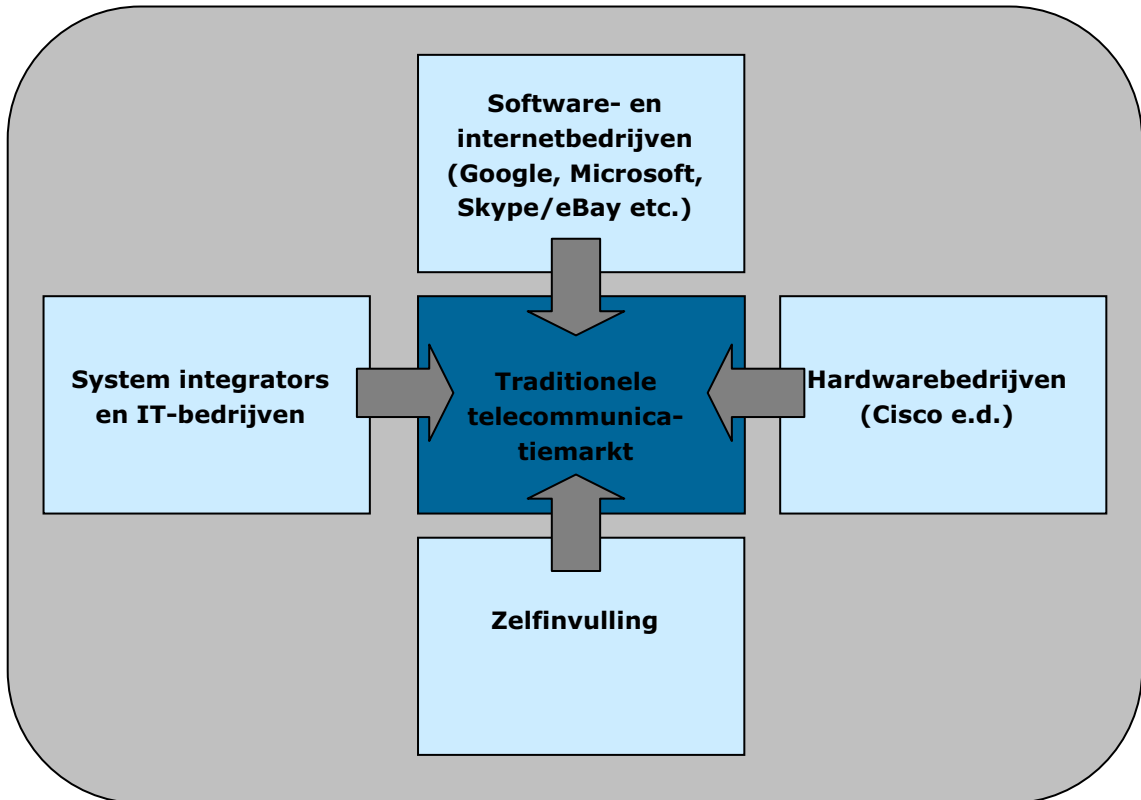 Software- en
internetbedrijven
(Google, Microsoft,
Skype/eBay etc.)
System integrators
en IT-bedrijven
Traditionele
telecommunica-
tiemarkt
Hardwarebedrijven
(Cisco e.d.)
Zelfinvulling